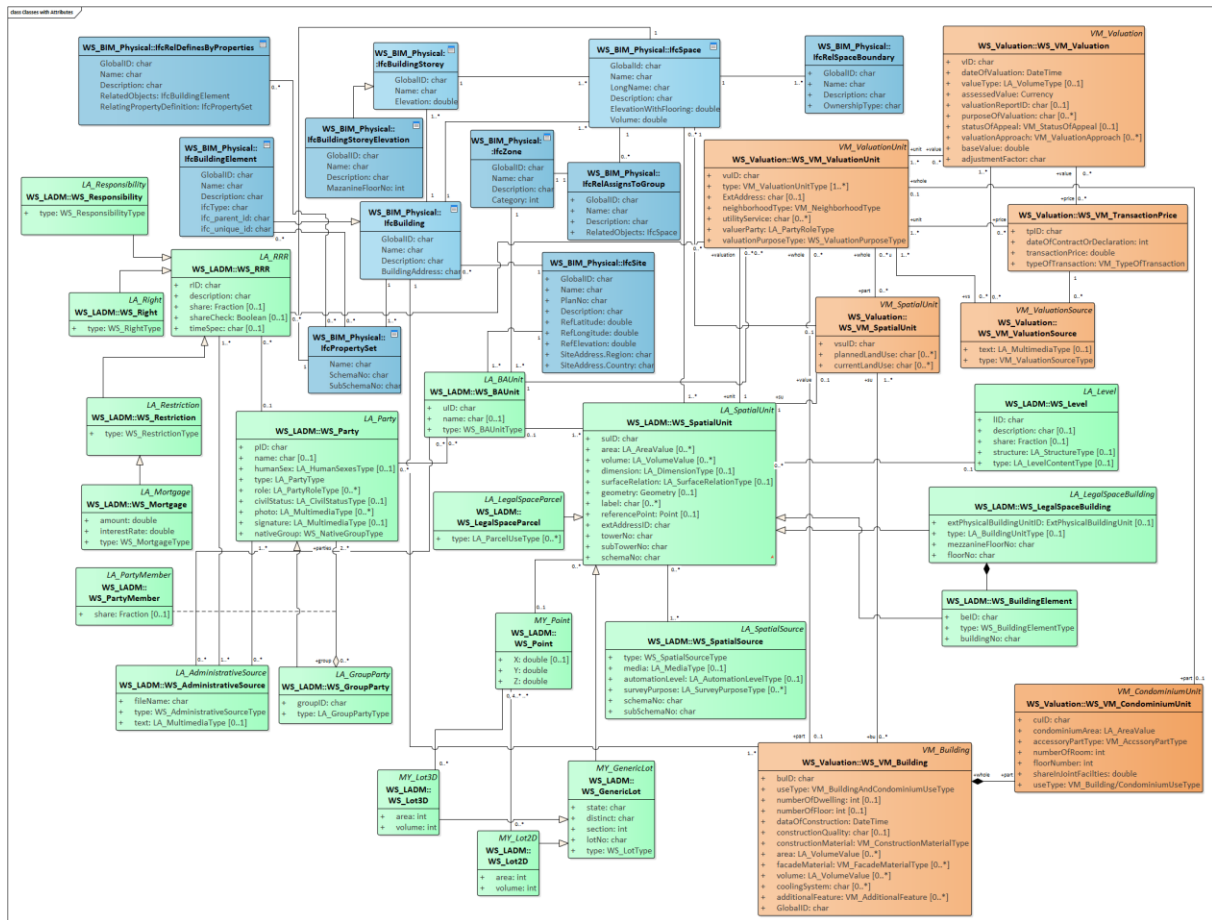 class Classes with Attributes
WS_BIM_Physical::IfcRelDefinesByProperties
+ GlobalID: char
+ Name: char
+ Description: char
+ RelatedObjects: IfcBuildingElement
+ RelatingPropertyDefinition: IfcPropertySet
WS_BIM_Physical:
:IfcBuildingStorey
+ GlobalID: char
+ Name: char
+ Elevation: double
WS_BIM_Physical::IfcSpace
+ GlobalId: char
+ Name: char
+ LongName: char
+ Description: char
+ ElevationWithFlooring: double
+ Volume: double
WS_BIM_Physical::
IfcRelSpaceBoundary
+ GlobalID: char
+ Name: char
+ Description: char
+ OwnershipType: char
VM_Valuation
WS_Valuation::WS_VM_Valuation
+ vID: char
+ dateOfValuation: DateTime
+ valueType: LA_VolumeType [0..1]
+ assessedValue: Currency
+ valuationReportID: char [0..1]
+ purposeOfValuation: char [0..*]
+ statusOfAppeal: VM_StatusOfAppeal [0..1]
+ valuationApproach: VM_ValuationApproach [0..*]
+ baseValue: double
+ adjustmentFactor: char
WS_BIM_Physical::
IfcBuildingStoreyElevation
+ GlobalID: char
+ Name: char
+ Description: char
+ MazanineFloorNo: int
WS_BIM_Physical::
IfcBuildingElement
+ GlobalID: char
+ Name: char
+ Description: char
+ IfcType: char
+ ifc_parent_id: char
+ ifc_unique_id: char
WS_BIM_Physical:
:IfcZone
+ GlobalID: char
+ Name: char
+ Description: char
+ Category: int
WS_BIM_Physical::
IfcRelAssignsToGroup
+ GlobalID: char
+ Name: char
+ Description: char
+ RelatedObjects: IfcSpace
VM_ValuationUnit
WS_Valuation::WS_VM_ValuationUnit
+ vuID: char
+ type: VM_ValuationUnitType [1..*]
+ ExtAddress: char [0..1]
+ neighborhoodType: VM_NeighborhoodType
+ utilityService: char [0..*]
+ valuerParty: LA_PartyRoleType
+ valuationPurposeType: WS_ValuationPurposeType
LA_Responsibility
WS_LADM::WS_Responsibility
+ type: WS_ResponsibilityType
WS_BIM_Physical::
IfcBuilding
+ GlobalID: char
+ Name: char
+ Description: char
+ BuildingAddress: char
WS_Valuation::WS_VM_TransactionPrice
+ tpID: char
+ dateOfContractOrDeclaration: int
+ transactionPrice: double
+ typeOfTransaction: VM_TypeOfTransaction
LA_RRR
WS_LADM::WS_RRR
+ rID: char
+ description: char
+ share: Fraction [0..1]
+ shareCheck: Boolean [0..1]
+ timeSpec: char [0..1]
WS_BIM_Physical::IfcSite
+ GlobalID: char
+ Name: char
+ PlanNo: char
+ Description: char
+ RefLatitude: double
+ RefLongitude: double
+ RefElevation: double
+ SiteAddress.Region: char
+ SiteAddress.Country: char
LA_Right
WS_LADM::WS_Right
+ type: WS_RightType
VM_SpatialUnit
WS_Valuation::
WS_VM_SpatialUnit
+ vsuID: char
+ plannedLandUse: char [0..*]
+ currentLandUse: char [0..*]
VM_ValuationSource
WS_Valuation::
WS_VM_ValuationSource
+ text: LA_MultimediaType [0..1]
+ type: VM_ValuationSourceType
WS_BIM_Physical::
IfcPropertySet
+ Name: char
+ SchemaNo: char
+ SubSchemaNo: char
LA_BAUnit
WS_LADM::WS_BAUnit
+ uID: char
+ name: char [0..1]
+ type: WS_BAUnitType
LA_Restriction
WS_LADM::WS_Restriction
+ type: WS_RestrictionType
LA_Party
WS_LADM::WS_Party
+ pID: char
+ name: char [0..1]
+ humanSex: LA_HumanSexesType [0..1]
+ type: LA_PartyType
+ role: LA_PartyRoleType [0..*]
+ civilStatus: LA_CivilStatusType [0..1]
+ photo: LA_MultimediaType [0..*]
+ signature: LA_MultimediaType [0..1]
+ nativeGroup: WS_NativeGroupType
LA_SpatialUnit
WS_LADM::WS_SpatialUnit
+ suID: char
+ area: LA_AreaValue [0..*]
+ volume: LA_VolumeValue [0..*]
+ dimension: LA_DimensionType [0..1]
+ surfaceRelation: LA_SurfaceRelationType [0..1]
+ geometry: Geometry [0..1]
+ label: char [0..*]
+ referencePoint: Point [0..1]
+ extAddressID: char
+ towerNo: char
+ subTowerNo: char
+ schemaNo: char
LA_Level
WS_LADM::WS_Level
+ lID: char
+ description: char [0..1]
+ share: Fraction [0..1]
+ structure: LA_StructureType [0..1]
+ type: LA_LevelContentType [0..1]
LA_Mortgage
WS_LADM::WS_Mortgage
+ amount: double
+ interestRate: double
+ type: WS_MortgageType
LA_LegalSpaceParcel
WS_LADM::
WS_LegalSpaceParcel
+ type: LA_ParcelUseType [0..*]
LA_LegalSpaceBuilding
WS_LADM::WS_LegalSpaceBuilding
+ extPhysicalBuildingUnitID: ExtPhysicalBuildingUnit [0..1]
+ type: LA_BuildingUnitType [0..1]
+ mezzanineFloorNo: char
+ floorNo: char
LA_PartyMember
WS_LADM::
WS_PartyMember
+ share: Fraction [0..1]
WS_LADM::WS_BuildingElement
+ beID: char
+ type: WS_BuildingElementType
+ buildingNo: char
MY_Point
WS_LADM::
WS_Point
+ X: double [0..1]
+ Y: double
+ Z: double
LA_SpatialSource
WS_LADM::WS_SpatialSource
+ type: WS_SpatialSourceType
+ media: LA_MediaType [0..1]
+ automationLevel: LA_AutomationLevelType [0..1]
+ surveyPurpose: LA_SurveyPurposeType [0..*]
+ schemaNo: char
+ subSchemaNo: char
LA_AdministrativeSource
WS_LADM::WS_AdministrativeSource
+ fileName: char
+ type: WS_AdministrativeSourceType
+ text: LA_MultimediaType [0..1]
LA_GroupParty
WS_LADM::WS_GroupParty
+ groupID: char
+ type: LA_GroupPartyType
VM_CondominiumUnit
WS_Valuation::WS_VM_CondominiumUnit
+ cuID: char
+ condominiumArea: LA_AreaValue
+ accessoryPartType: VM_AccssoryPartType
+ numberOfRoom: int
+ floorNumber: int
+ shareInJointFacilties: double
+ useType: VM_Building/CondominiumUseType
MY_Lot3D
WS_LADM::
WS_Lot3D
+ area: int
+ volume: int
MY_GenericLot
WS_LADM::
WS_GenericLot
+ state: char
+ distinct: char
+ section: int
+ lotNo: char
+ type: WS_LotType
VM_Building
WS_Valuation::WS_VM_Building
+ buID: char
+ useType: VM_BuildingAndCondominiumUseType
+ numberOfDwelling: int [0..1]
+ numberOfFloor: int [0..1]
+ dataOfConstruction: DateTime
+ constructionQuality: char [0..1]
+ constructionMaterial: VM_ConstructionMaterialType
+ area: LA_VolumeValue [0..*]
+ facadeMaterial: VM_FacadeMaterialType [0..*]
+ volume: LA_VolumeValue [0..*]
+ coolingSystem: char [0..*]
+ additionalFeature: VM_AdditionalFeature [0..*]
+ GlobalID: char
MY_Lot2D
WS_LADM::
WS_Lot2D
+ area: int
+ volume: int